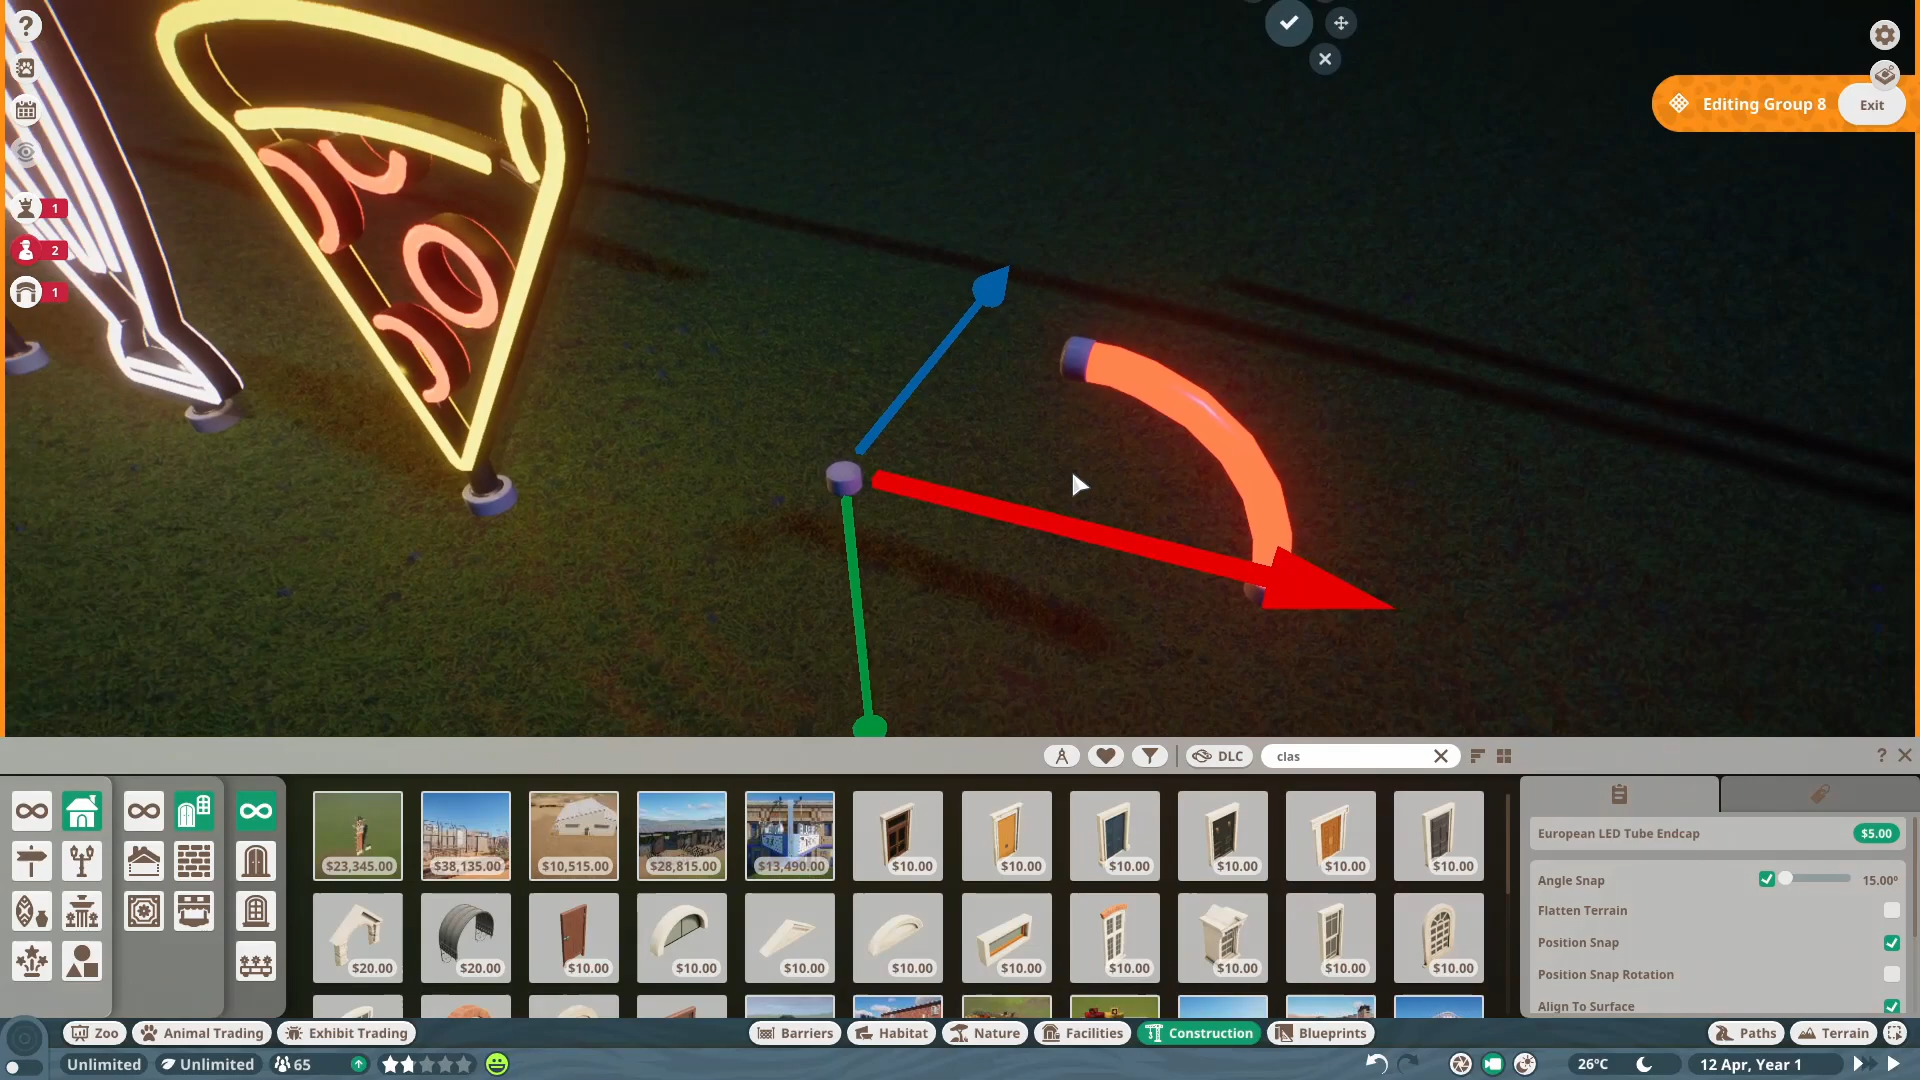 Editing Group 8
Exit
1
2
1
DLC
clas
?
$23,345.00
$38,135.00
$10,515.00
$28,815.00
$13,490.00
$10.00
$10.00
$10.00
$10.00
$10.00
$10.00
$20.00
$20.00
$10.00
$10.00
$10.00
$10.00
$10.00
$10.00
$10.00
$10.00
$10.00
European LED Tube Endcap
$5.00
Angle Snap
15.00°
Flatten Terrain
Position Snap
Position Snap Rotation
Align To Surface
Zoo
Animal Trading
Exhibit Trading
Barriers
Habitat
Nature
Facilities
Construction
Blueprints
Paths
Terrain
Unlimited
Unlimited
65
26°C
12 Apr, Year 1